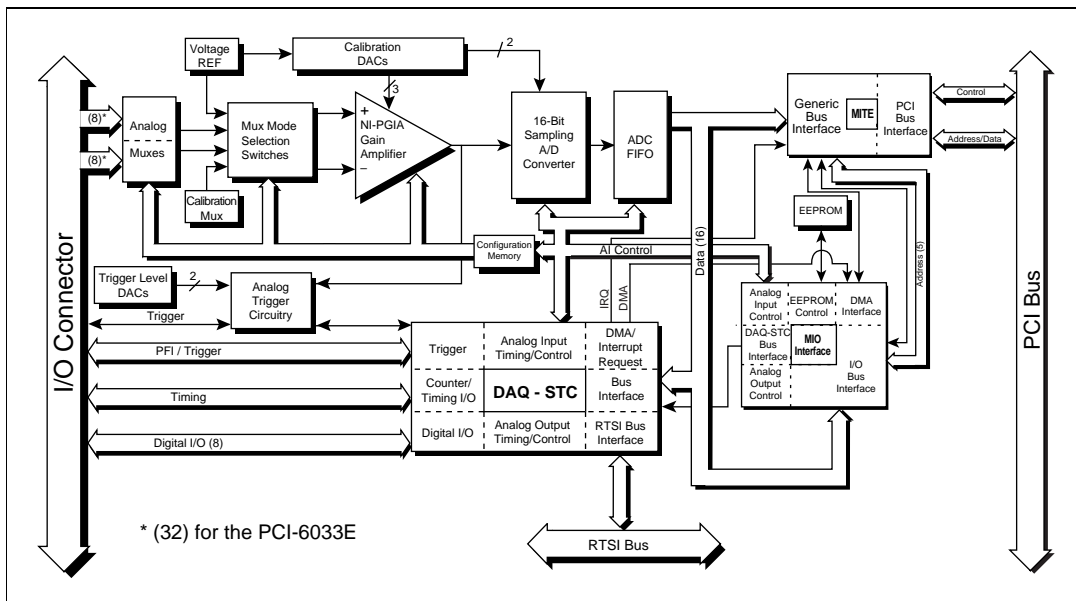 Voltage
REF
Calibration
DACs
2
3
(8)*
(8)*
Analog
Muxes
Mux Mode
Selection
Switches
+
NI-PGIA
Gain
Amplifier
–
16-Bit
Sampling
A/D
Converter
ADC
FIFO
Generic
Bus
Interface
MITE
PCI
Bus
Interface
Control
Address/Data
Calibration
Mux
EEPROM
Configuration
Memory
AI Control
Data (16)
Address (5)
IRQ
DMA
I/O Connector
PCI Bus
Trigger Level
DACs
2
Analog
Trigger
Circuitry
Trigger
Analog
Input
Control
EEPROM
Control
DMA
Interface
DAQ-STC
Bus
Interface
MIO
Interface
I/O
Bus
Interface
Analog
Output
Control
PFI / Trigger
Timing
Digital I/O (8)
Trigger
Analog Input
Timing/Control
DMA/
Interrupt
Request
Counter/
Timing I/O
DAQ - STC
Bus
Interface
Digital I/O
Analog Output
Timing/Control
RTSI Bus
Interface
* (32) for the PCI-6033E
RTSI Bus